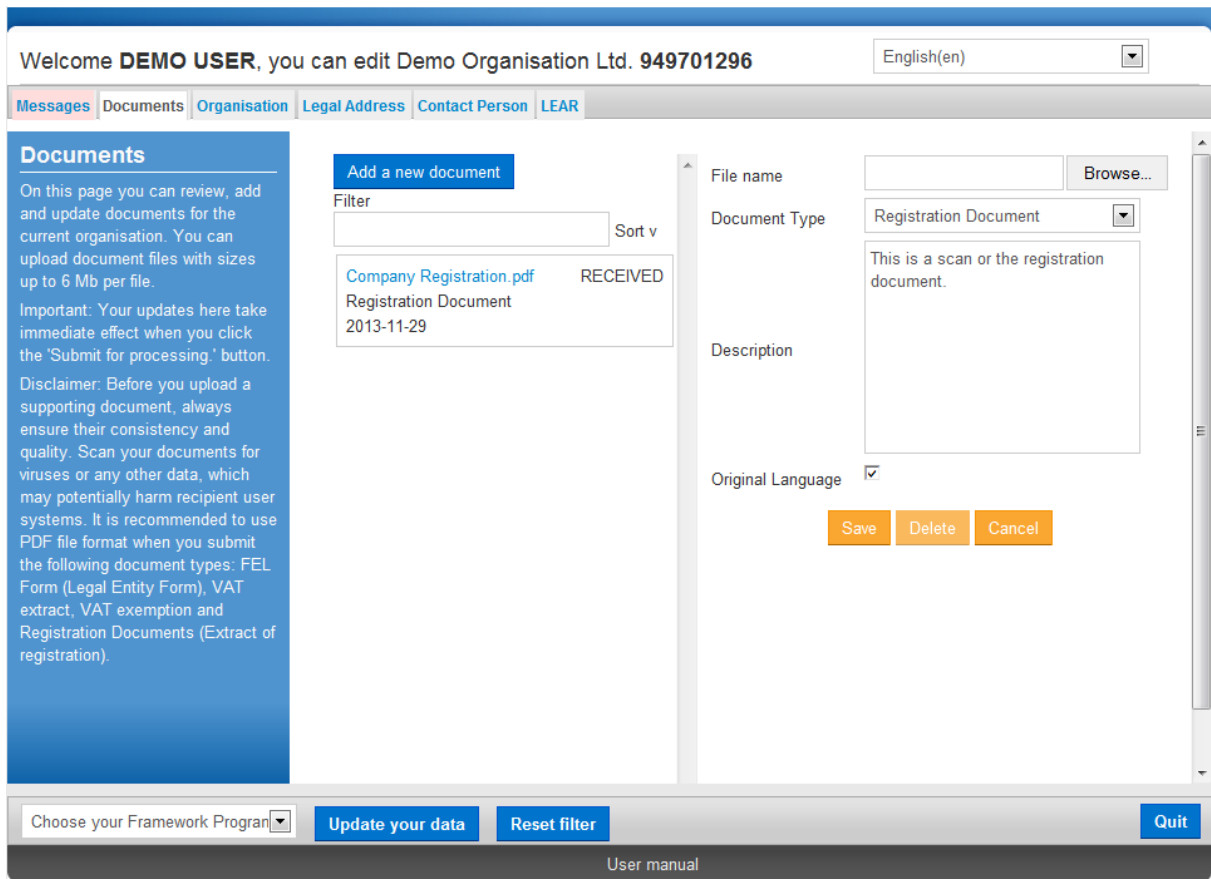 Welcome DEMO USER, you can edit Demo Organisation Ltd. 949701296
English(en)
Messages Documents Organisation Legal Address Contact Person LEAR
Documents
On this page you can review, add
and update documents for the
current organisation. You can
upload document files with sizes
up to 6 Mb per file.
Important: Your updates here take
immediate effect when you click
the 'Submit for processing.' button.
Disclaimer: Before you upload a
supporting document, always
ensure their consistency and
quality. Scan your documents for
viruses or any other data, which
may potentially harm recipient user
systems. It is recommended to use
PDF file format when you submit
the following document types: FEL
Form (Legal Entity Form), VAT
extract, VAT exemption and
Registration Documents (Extract of
registration).
Add a new document
Filter
Sort v
Company Registration.pdf RECEIVED
Registration Document
2013-11-29
File name
Browse...
Document Type
Registration Document
Description
This is a scan or the registration
document.
Original Language
Save Delete Cancel
Choose your Framework Progran
Update your data
Reset filter
Quit
User manual